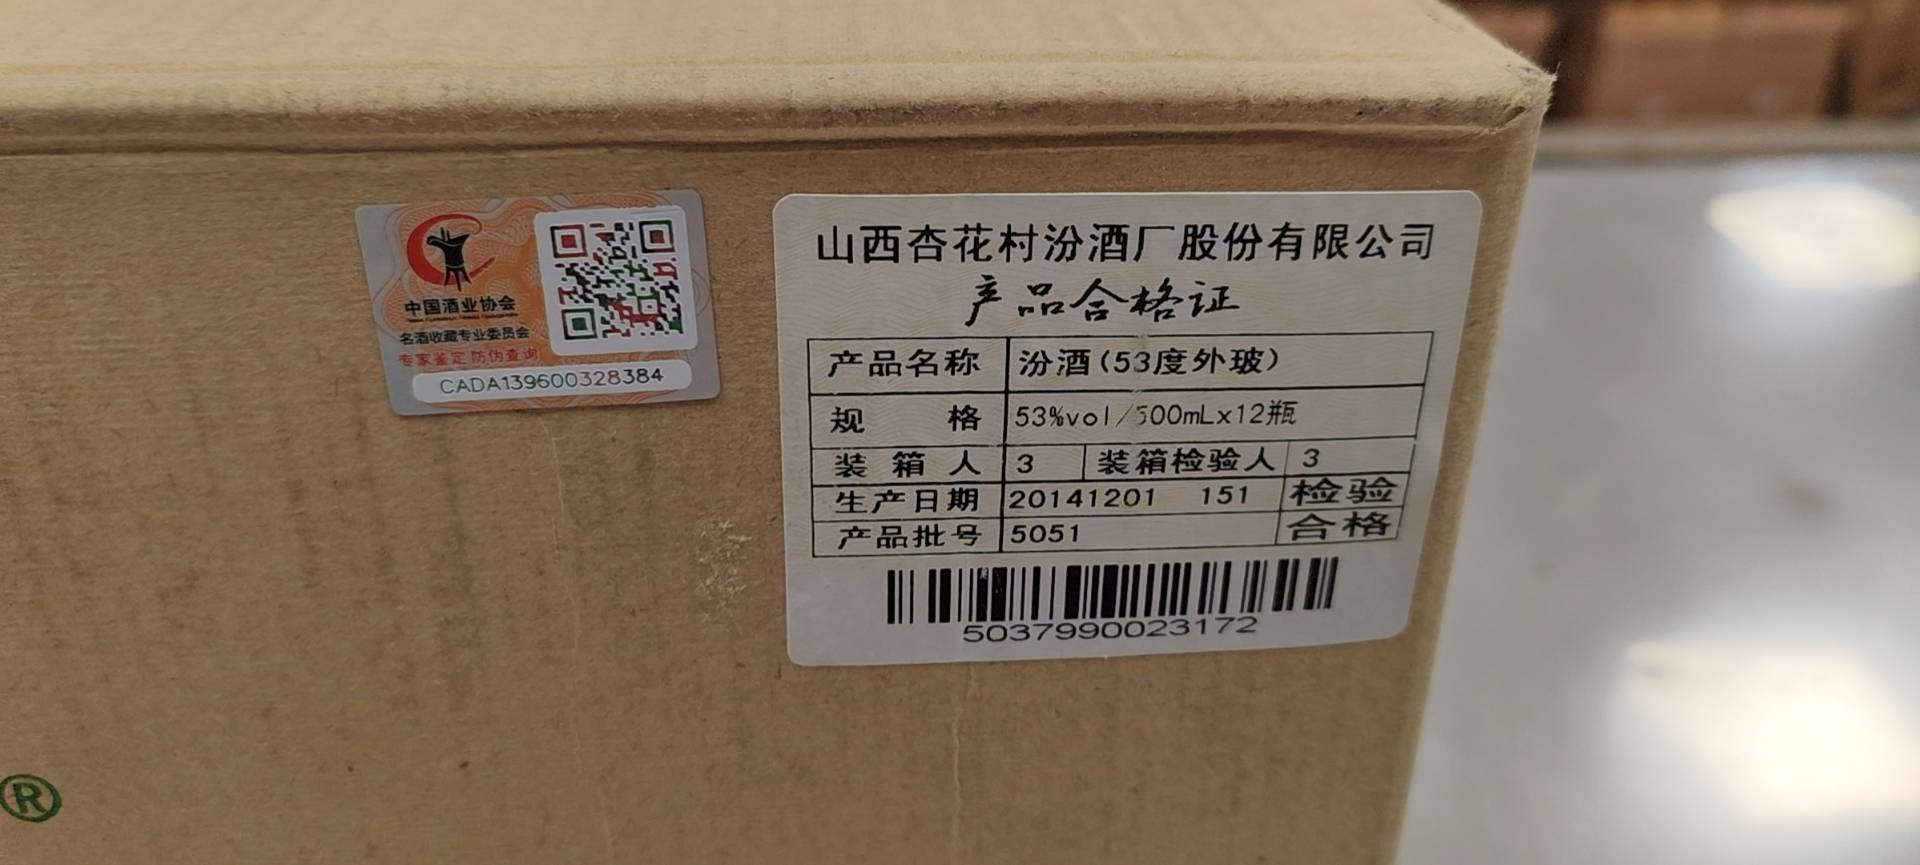 中国酒业协会
名酒收藏专业委员会
专家鉴定 防伪查询
CADA139600328384
山西杏花村汾酒厂股份有限公司
产品合格证
产品名称 汾酒(53度外玻)
规 格 53%vol/500mLx12瓶
装箱人 3 装箱检验人 3
生产日期 20141201 151 检验
产品批号 5051 合格
5037990023172
®